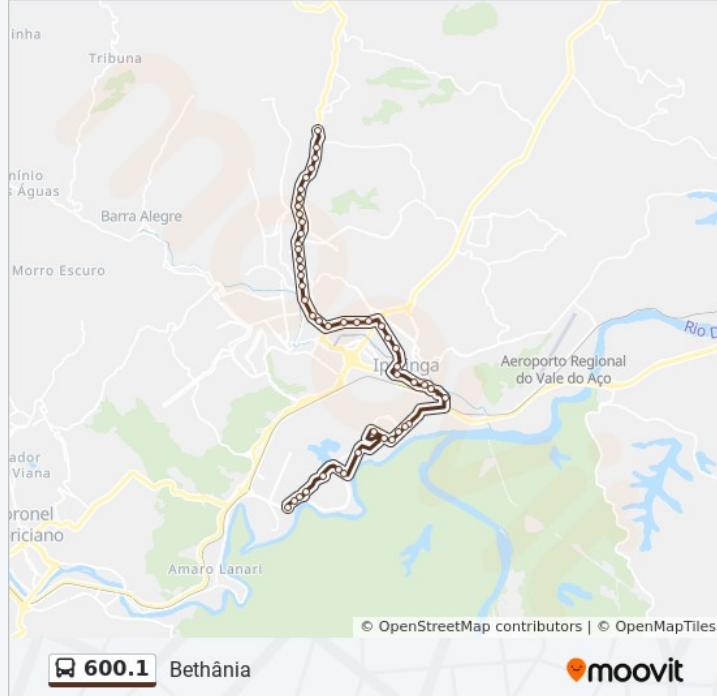 inha
Tribuna
nínio
s Águas
Barra Alegre
Morro Escuro
Rio D
Ipatinga
Aeroporto Regional
do Vale do Aço
ador
Viana
oronel
riciano
Amaro Lanari
© OpenStreetMap contributors | © OpenMapTiles
600.1 Bethânia
moovit